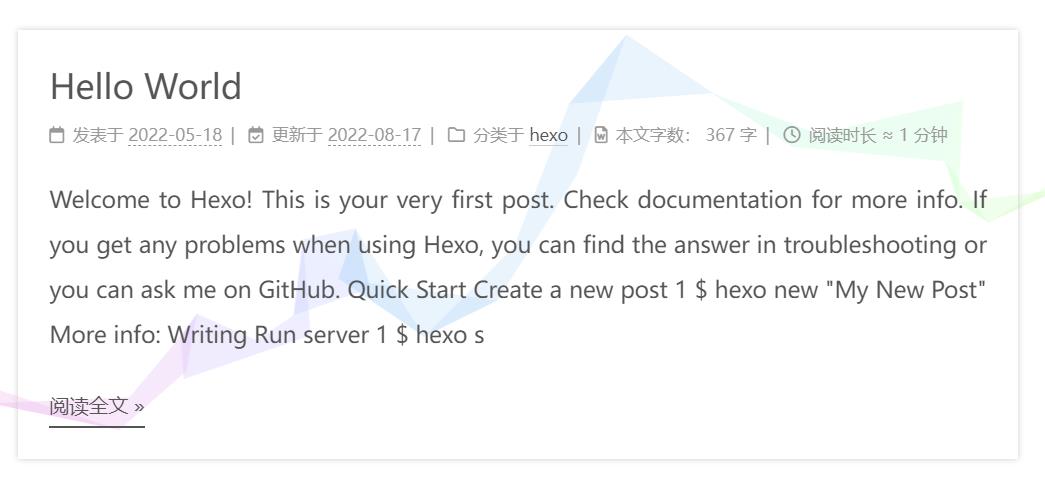 Hello World
发表于 2022-05-18 | 更新于 2022-08-17 | 分类于 hexo | 本文字数： 367 字 | 阅读时长 ≈ 1 分钟
Welcome to Hexo! This is your very first post. Check documentation for more info. If
you get any problems when using Hexo, you can find the answer in troubleshooting or
you can ask me on GitHub. Quick Start Create a new post 1 $ hexo new "My New Post"
More info: Writing Run server 1 $ hexo s
阅读全文 »